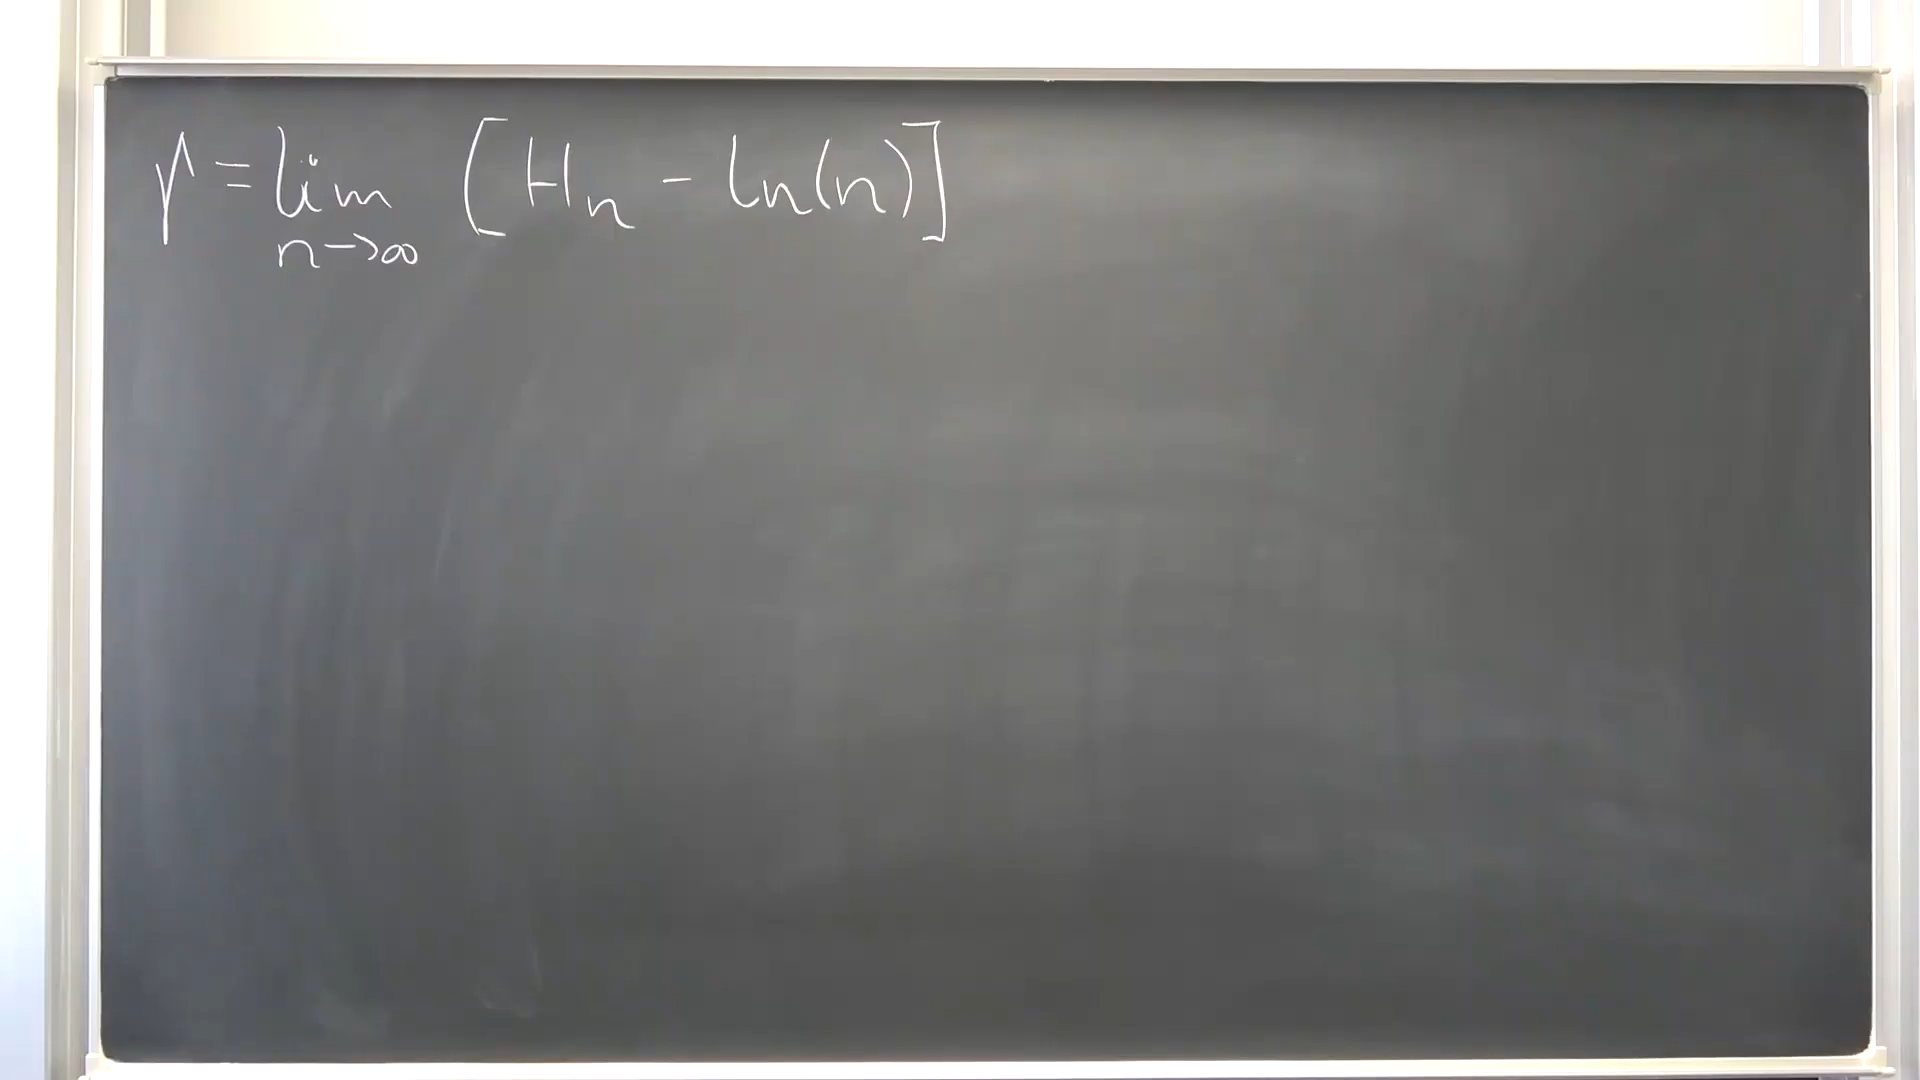 γ = lim [Hn - ln(n)]
n→∞